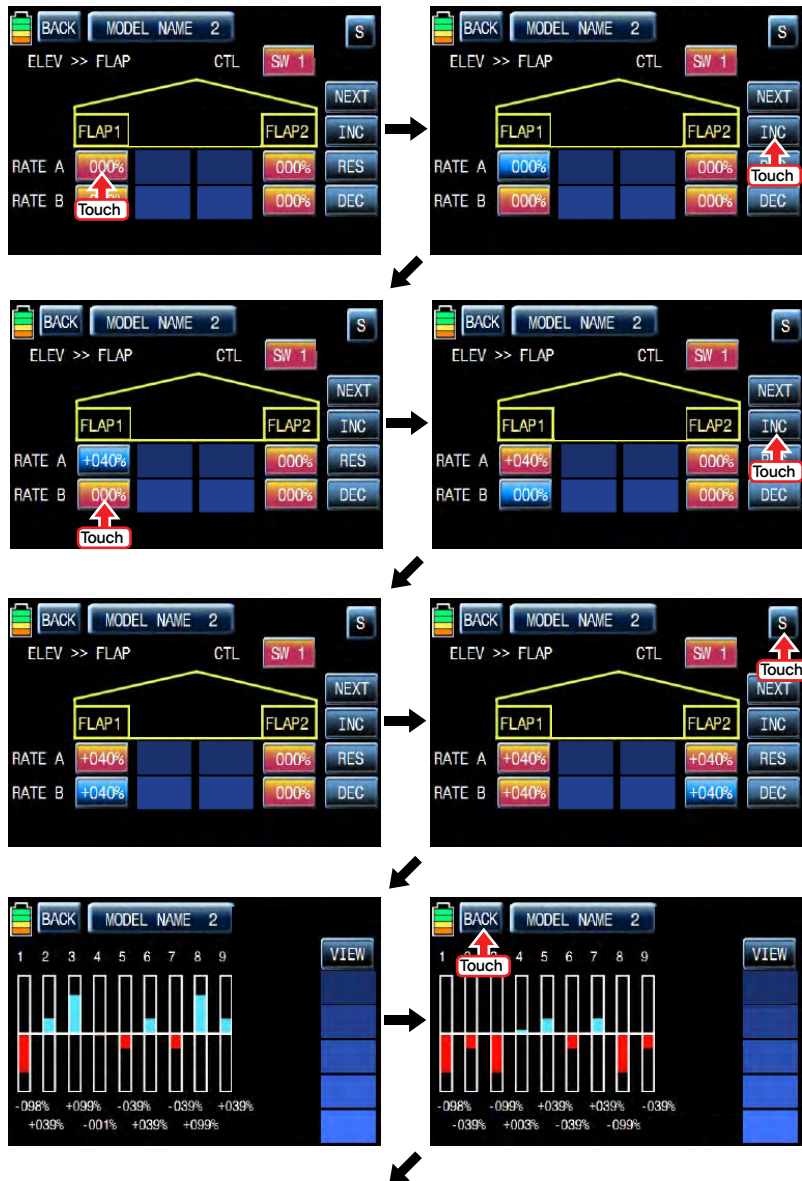 BACK MODEL NAME 2 S
ELEV >> FLAP CTL SW 1
NEXT
FLAP1 FLAP2 INC
RATE A 000% 000% RES
RATE B 000% DEC
Touch
BACK MODEL NAME 2 S
ELEV >> FLAP CTL SW 1
NEXT
FLAP1 FLAP2 INC
RATE A 000% 000%
Touch
RATE B 000% 000% DEC
BACK MODEL NAME 2 S
ELEV >> FLAP CTL SW 1
NEXT
FLAP1 FLAP2 INC
RATE A +040% 000% RES
RATE B 000% 000% DEC
Touch
BACK MODEL NAME 2 S
ELEV >> FLAP CTL SW 1
NEXT
FLAP1 FLAP2 INC
RATE A +040% 000%
Touch
RATE B 000% 000% DEC
BACK MODEL NAME 2 S
ELEV >> FLAP CTL SW 1
NEXT
FLAP1 FLAP2 INC
RATE A +040% 000% RES
RATE B +040% 000% DEC
BACK MODEL NAME 2 S
ELEV >> FLAP CTL SW 1
Touch
NEXT
FLAP1 FLAP2 INC
RATE A +040% +040% RES
RATE B +040% +040% DEC
BACK MODEL NAME 2
1 2 3 4 5 6 7 8 9 VIEW
-098% +099% -039% -039% +039%
+039% -001% +039% +099%
BACK MODEL NAME 2
1 4 5 6 7 8 9 VIEW
Touch
-098% -099% +039% +039% -039%
-039% +003% -039% -099%